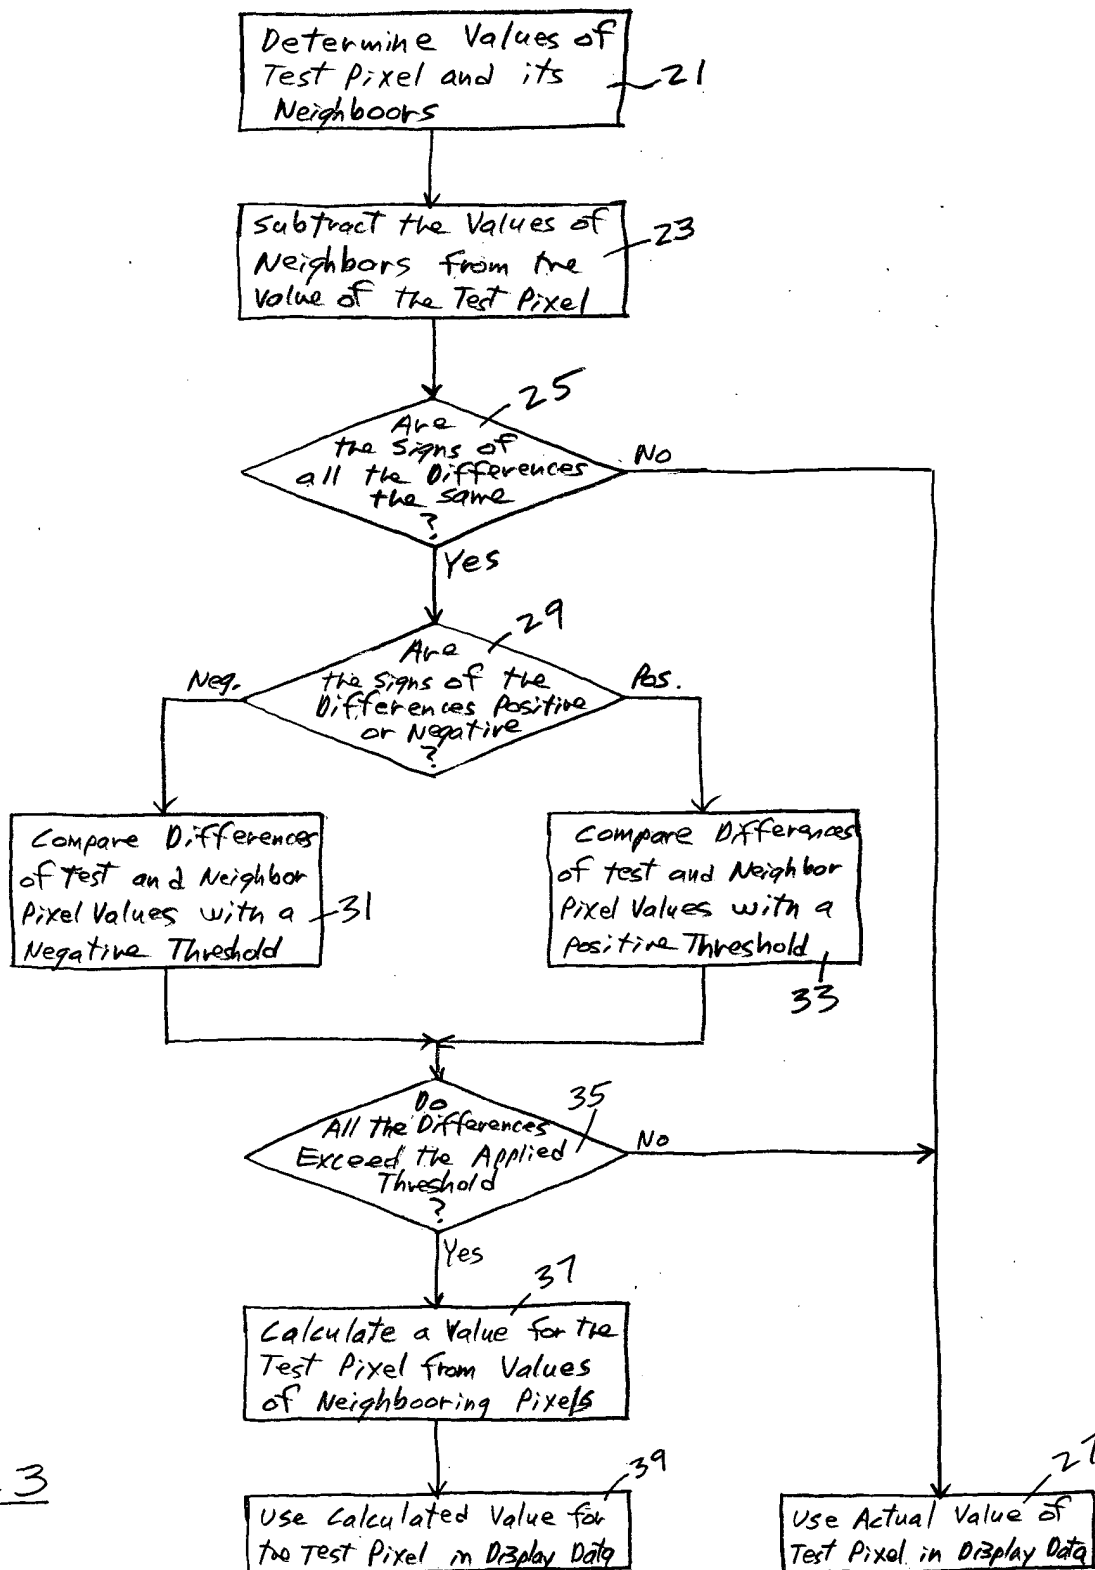 Determine Values of
Test Pixel and its
Neighboors
21
Subtract the Values of
Neighbors from the
Value of the Test Pixel
23
25
Are
the Signs of
all the Differences
the same
?
No
Yes
29
Are
the Signs of the
Differences Positive
or Negative
?
Neg.
Pos.
Compare Differences
of Test and Neighbor
Pixel Values with a
Negative Threshold
31
Compare Differences
of test and Neighbor
Pixel Values with a
Positive Threshold
33
Do
All the Differences
Exceed the Applied
Threshold
?
35
No
Yes
37
Calculate a Value for the
Test Pixel from Values
of Neighbooring Pixels
3
39
Use Calculated Value for
the Test Pixel in Display Data
27
Use Actual Value of
Test Pixel in Display Data